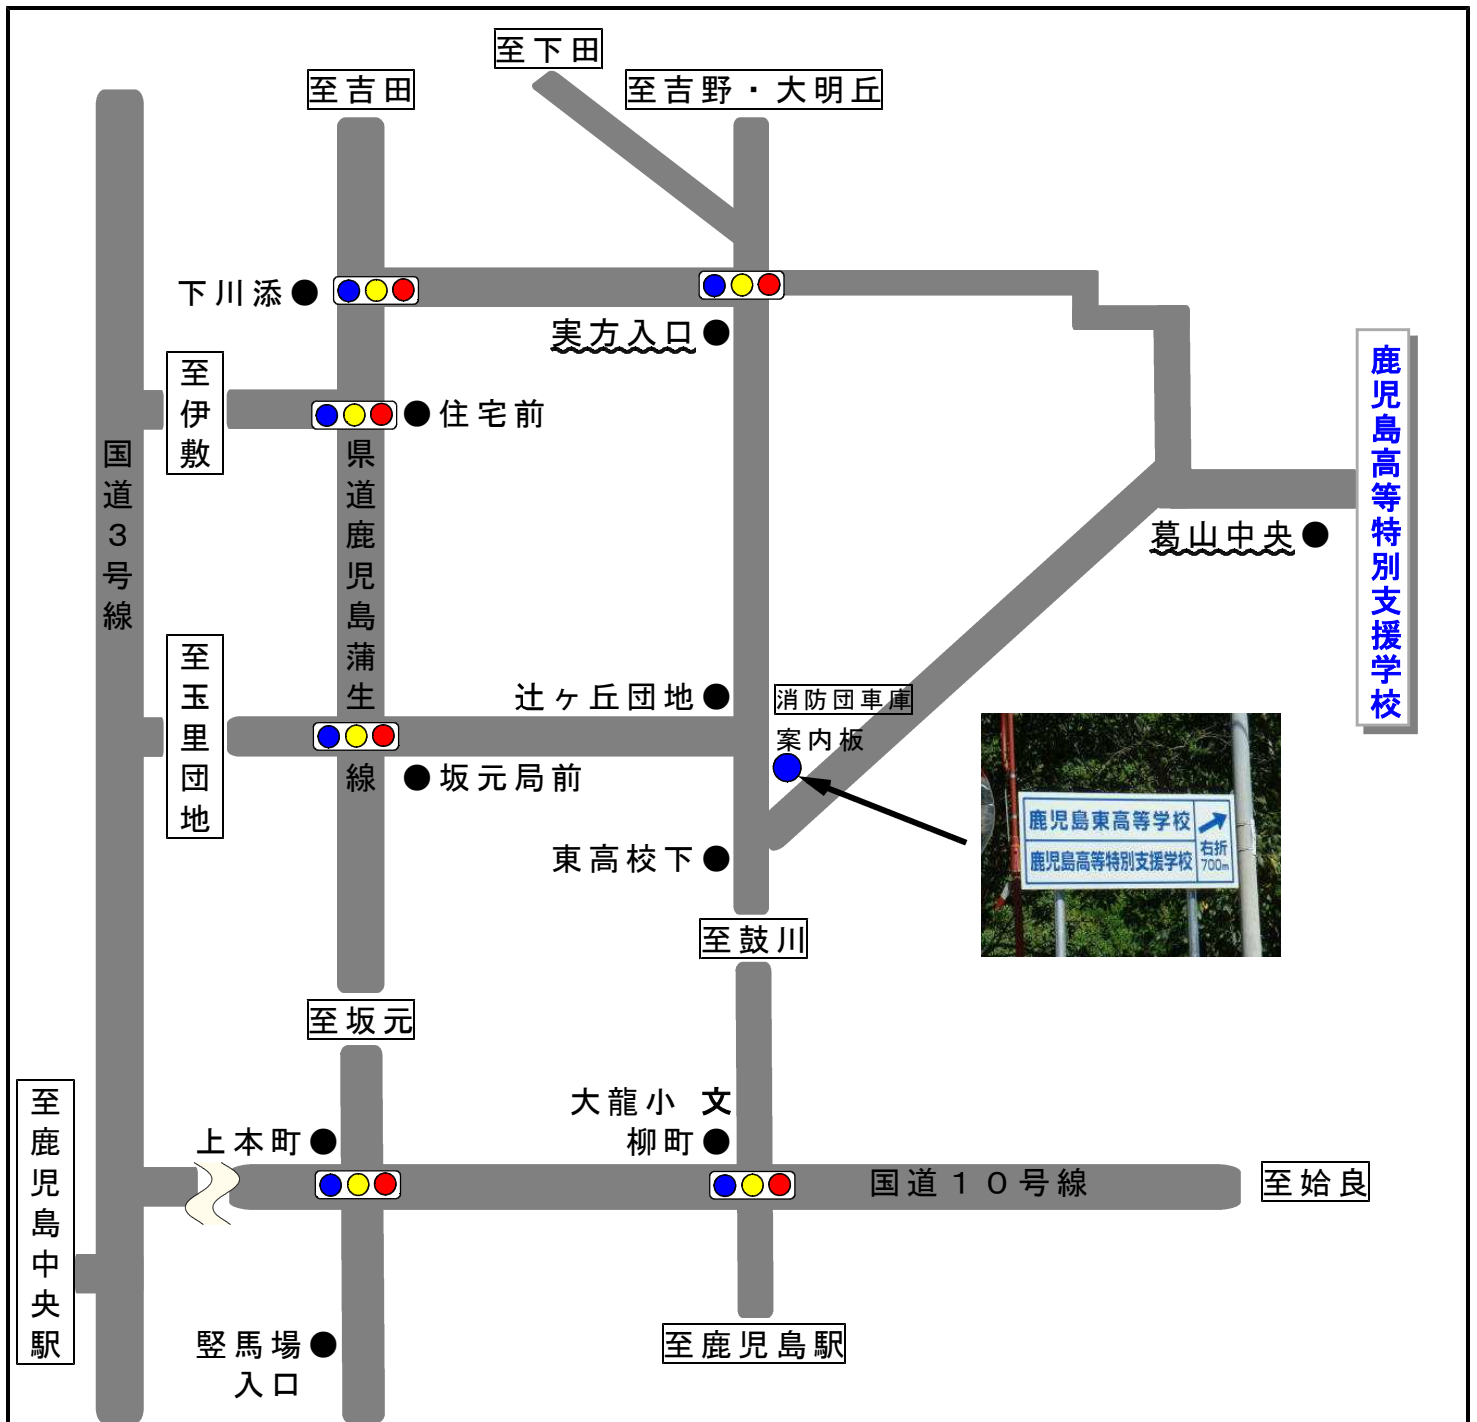 至下田
至吉田
至吉野・大明丘
下川添
実方入口
至伊敷
住宅前
鹿児島高等特別支援学校
国道３号線
県道鹿児島蒲生線
葛山中央
至玉里団地
辻ヶ丘団地
消防団車庫
案内板
坂元局前
鹿児島東高等学校
鹿児島高等特別支援学校
右折
700m
東高校下
至鼓川
至坂元
至鹿児島中央駅
大龍小 文
上本町
柳町
国道１０号線
至姶良
至鹿児島駅
竪馬場
入口